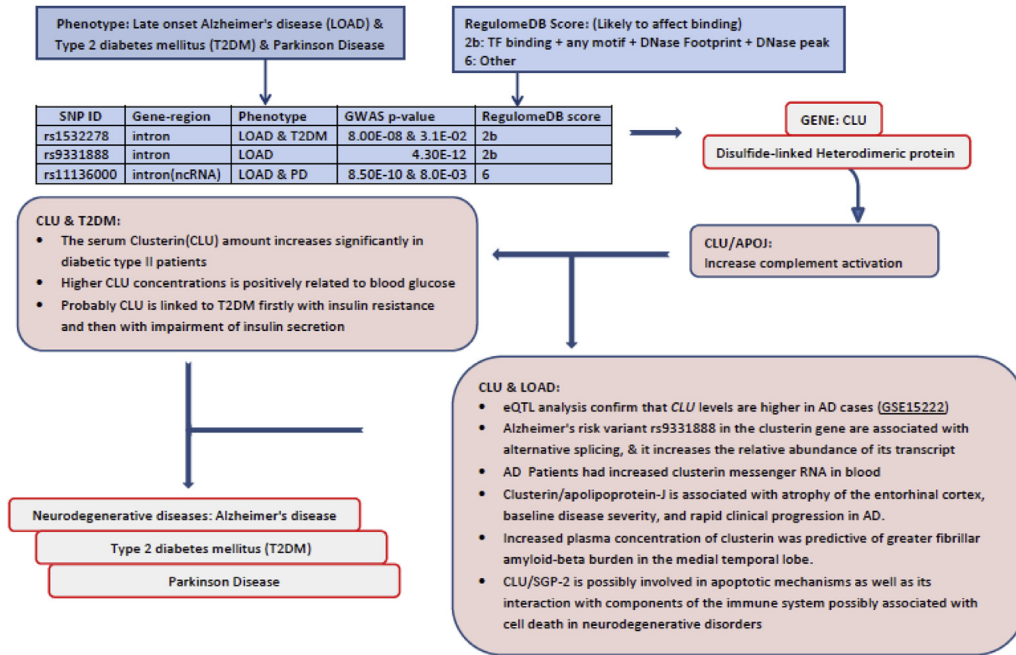 Phenotype: Late onset Alzheimer's disease (LOAD) &
Type 2 diabetes mellitus (T2DM) & Parkinson Disease
RegulomeDB Score: (Likely to affect binding)
2b: TF binding + any motif + DNase Footprint + DNase peak
6: Other
SNP ID Gene-region Phenotype GWAS p-value RegulomeDB score
rs1532278 intron LOAD & T2DM 8.00E-08 & 3.1E-02 2b
rs9331888 intron LOAD 4.30E-12 2b
rs11136000 intron(ncRNA) LOAD & PD 8.50E-10 & 8.0E-03 6
GENE: CLU
Disulfide-linked Heterodimeric protein
CLU/APOJ:
Increase complement activation
CLU & T2DM:
• The serum Clusterin(CLU) amount increases significantly in
diabetic type II patients
• Higher CLU concentrations is positively related to blood glucose
• Probably CLU is linked to T2DM firstly with insulin resistance
and then with impairment of insulin secretion
CLU & LOAD:
• eQTL analysis confirm that CLU levels are higher in AD cases (GSE15222)
• Alzheimer's risk variant rs9331888 in the clusterin gene are associated with
alternative splicing, & it increases the relative abundance of its transcript
• AD Patients had increased clusterin messenger RNA in blood
• Clusterin/apolipoprotein-J is associated with atrophy of the entorhinal cortex,
baseline disease severity, and rapid clinical progression in AD.
• Increased plasma concentration of clusterin was predictive of greater fibrillar
amyloid-beta burden in the medial temporal lobe.
• CLU/SGP-2 is possibly involved in apoptotic mechanisms as well as its
interaction with components of the immune system possibly associated with
cell death in neurodegenerative disorders
Neurodegenerative diseases: Alzheimer's disease
Type 2 diabetes mellitus (T2DM)
Parkinson Disease